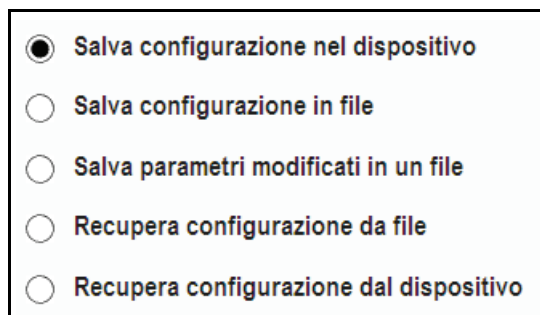 Salva configurazione nel dispositivo
Salva configurazione in file
Salva parametri modificati in un file
Recupera configurazione da file
Recupera configurazione dal dispositivo